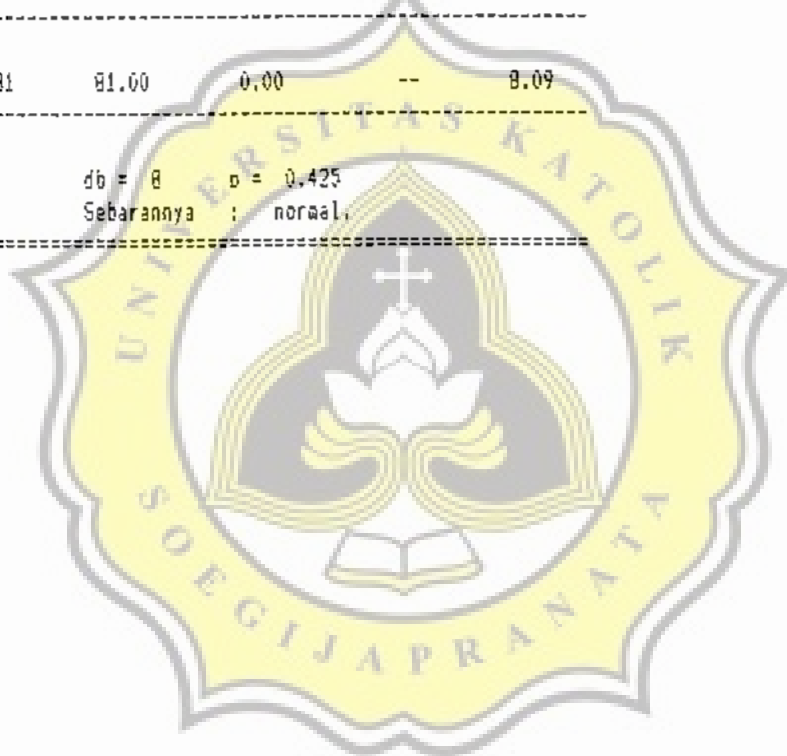 81 81.00 0.00 -- 8.09
db = 8 p = 0.425
Sebarannya : normal.
UNIVERSITAS KATOLIK
SOEGIJAPRANATA